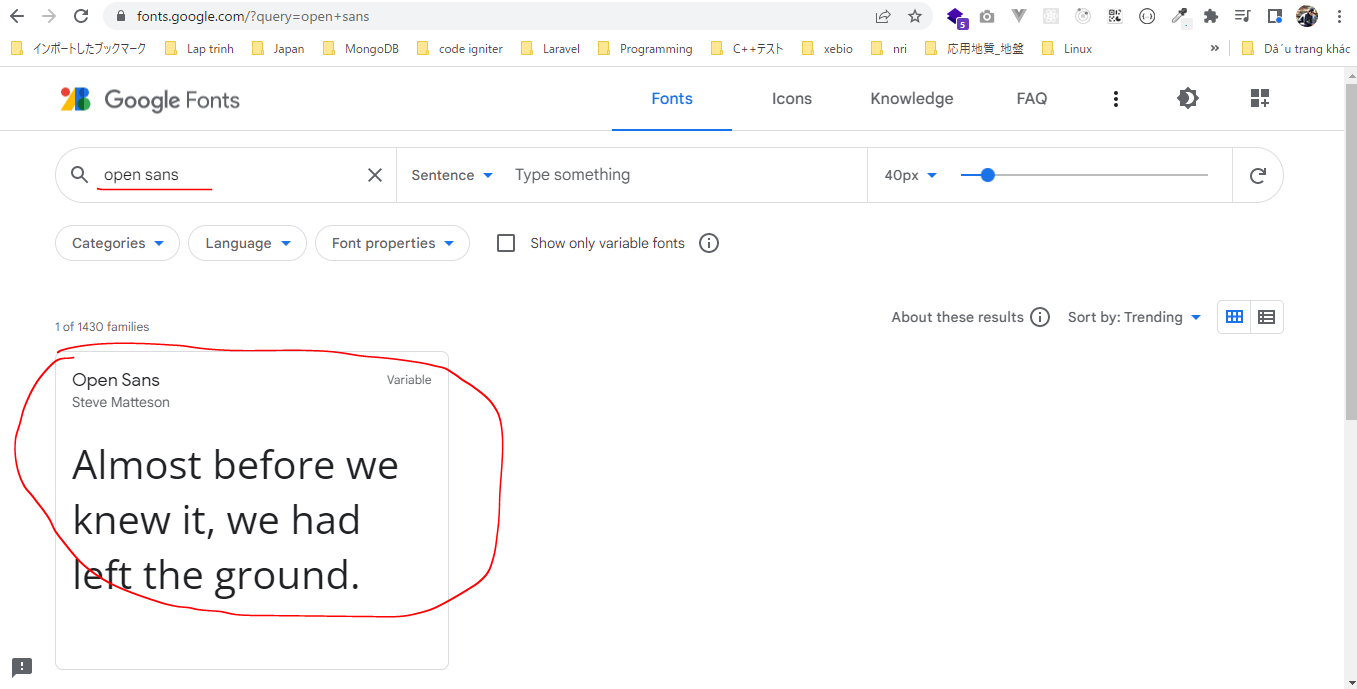 fonts.google.com/?query=open+sans
5
インポートしたブックマーク Lap trinh Japan MongoDB code igniter Laravel Programming C++テスト xebio nri 応用地質_地盤 Linux » Dấu trang khác
Google Fonts Fonts Icons Knowledge FAQ
open sans Sentence Type something 40px
Categories Language Font properties Show only variable fonts
About these results Sort by: Trending
1 of 1430 families
Open Sans Variable
Steve Matteson
Almost before we
knew it, we had
left the ground.